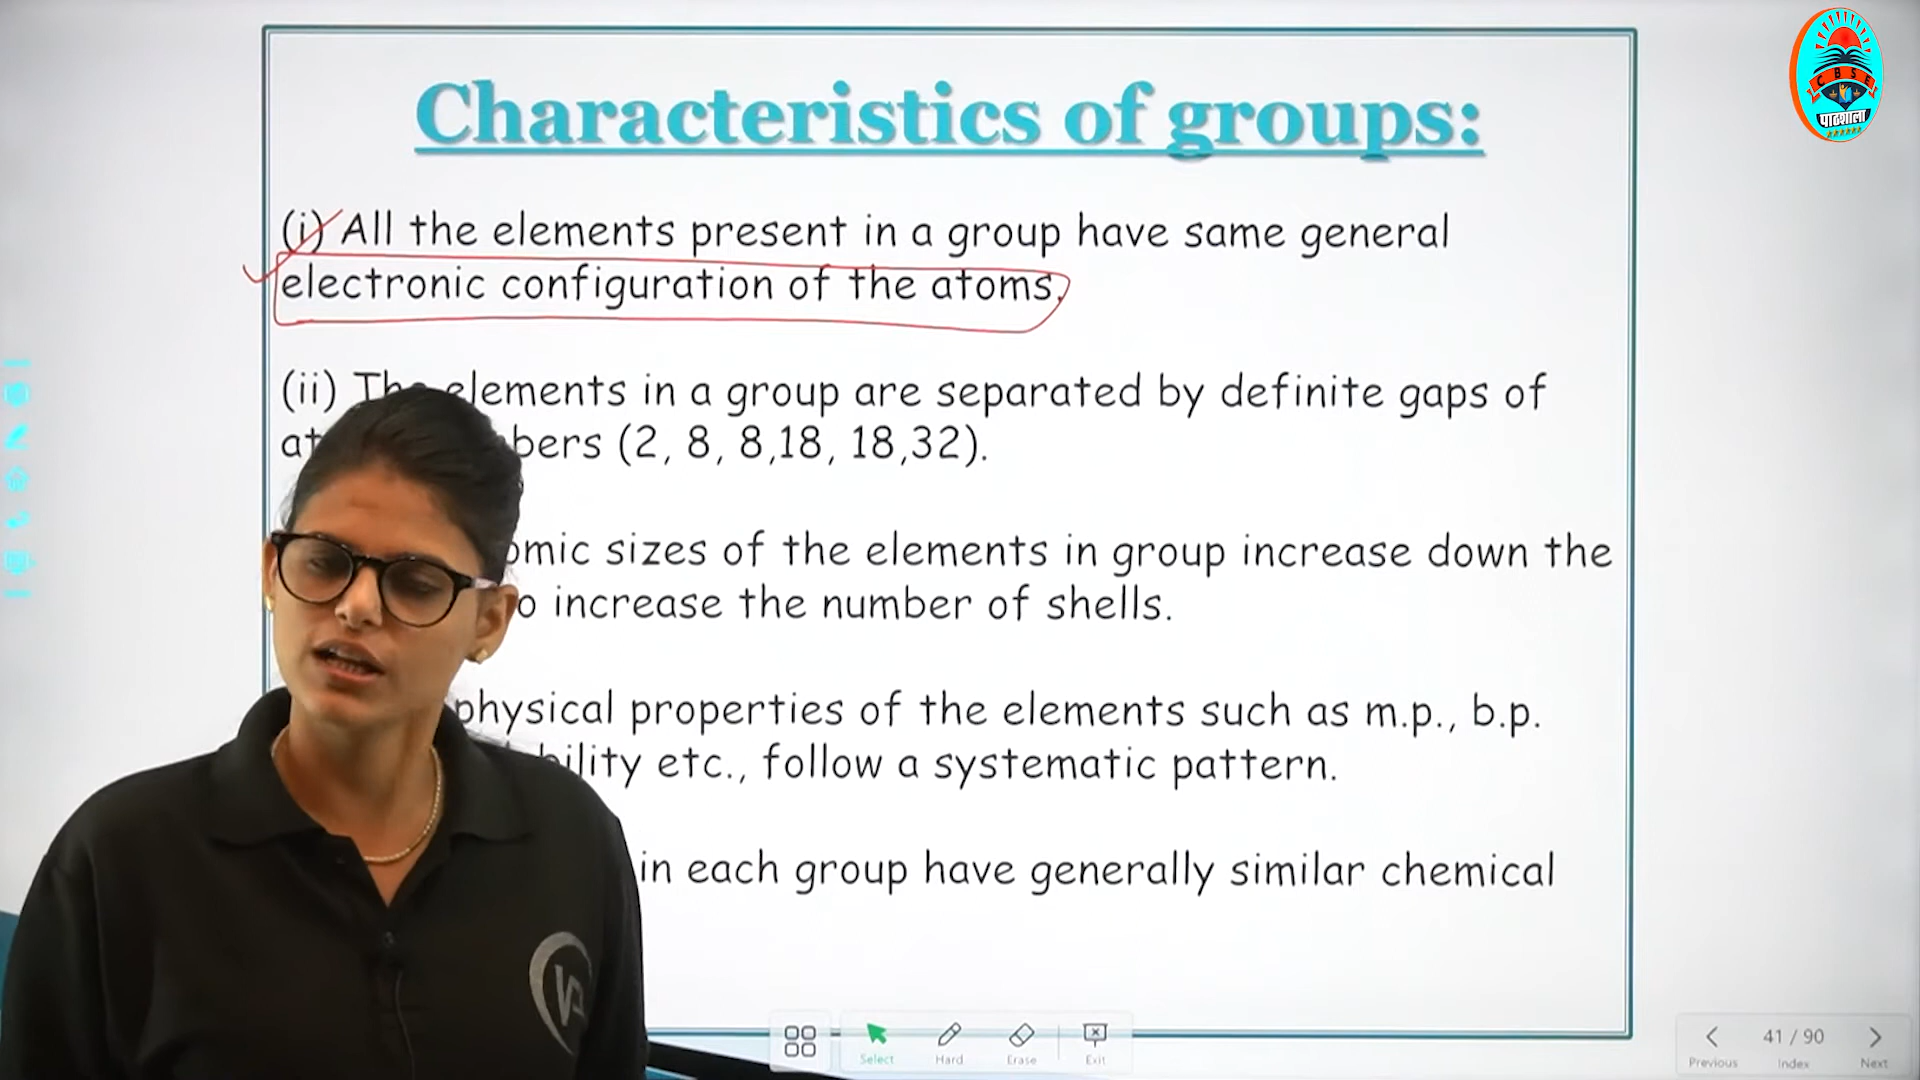 CBSE
पाठशाला
Characteristics of groups:
(i) All the elements present in a group have same general
electronic configuration of the atoms.
(ii) The elements in a group are separated by definite gaps of
bers (2, 8, 8,18, 18,32).
omic sizes of the elements in group increase down the
o increase the number of shells.
physical properties of the elements such as m.p., b.p.
bility etc., follow a systematic pattern.
in each group have generally similar chemical
Select Hard Erase Exit
41 / 90
Previous Index Next